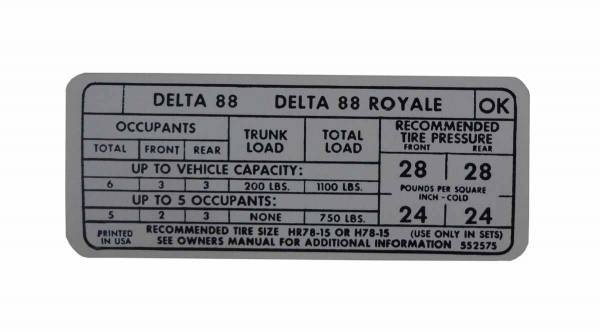 DELTA 88 DELTA 88 ROYALE OK
OCCUPANTS TRUNK LOAD TOTAL LOAD RECOMMENDED TIRE PRESSURE
TOTAL FRONT REAR FRONT REAR
UP TO VEHICLE CAPACITY: 28 28
6 3 3 200 LBS. 1100 LBS. POUNDS PER SQUARE INCH - COLD
UP TO 5 OCCUPANTS: 24 24
5 2 3 NONE 750 LBS.
PRINTED IN USA
RECOMMENDED TIRE SIZE HR78-15 OR H78-15 (USE ONLY IN SETS)
SEE OWNERS MANUAL FOR ADDITIONAL INFORMATION 552575